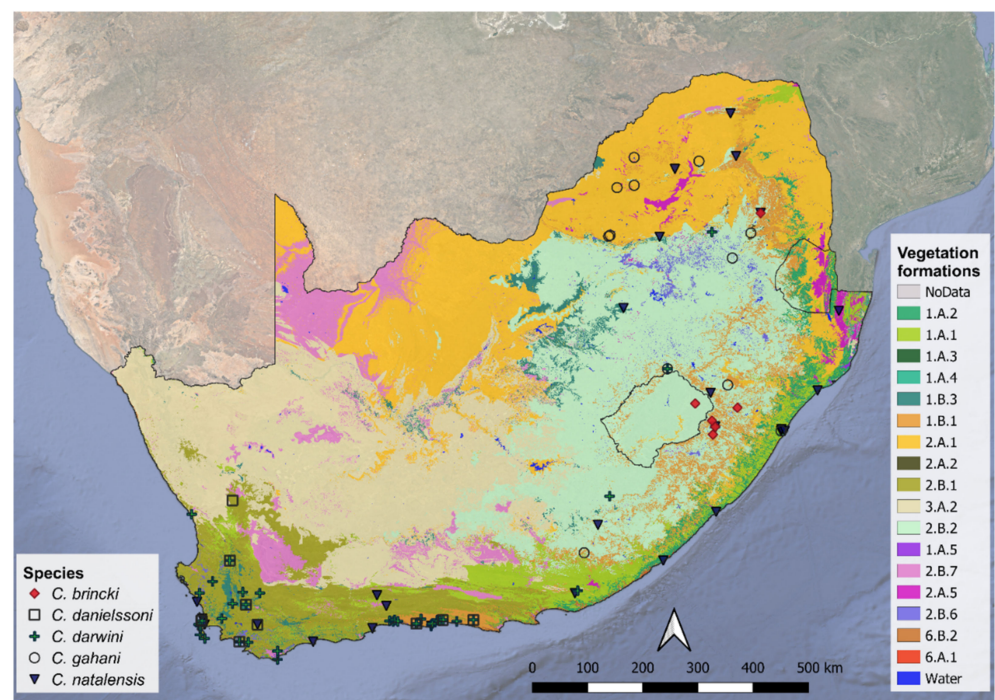 Vegetation
formations
NoData
1.A.2
1.A.1
1.A.3
1.A.4
1.B.3
1.B.1
2.A.1
2.A.2
2.B.1
3.A.2
2.B.2
1.A.5
2.B.7
2.A.5
2.B.6
6.B.2
6.A.1
Water
Species
C. brincki
C. danielssoni
C. darwini
C. gahani
C. natalensis
0 100 200 300 400 500 km